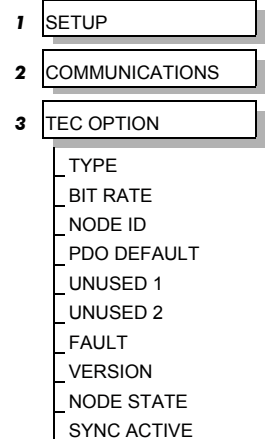 1 SETUP
2 COMMUNICATIONS
3 TEC OPTION
TYPE
BIT RATE
NODE ID
PDO DEFAULT
UNUSED 1
UNUSED 2
FAULT
VERSION
NODE STATE
SYNC ACTIVE